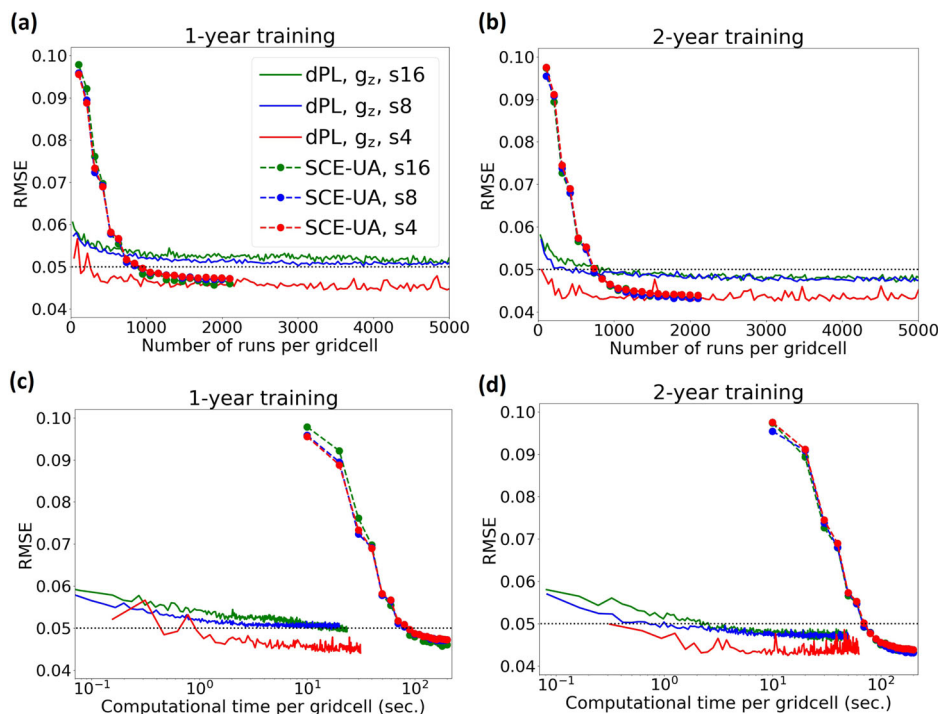 (a)
1-year training
0.10
0.09
0.08
0.07
0.06
0.05
0.04
RMSE
dPL, gz, s16
dPL, gz, s8
dPL, gz, s4
SCE-UA, s16
SCE-UA, s8
SCE-UA, s4
0 1000 2000 3000 4000 5000
Number of runs per gridcell
(b)
2-year training
0.10
0.09
0.08
0.07
0.06
0.05
0.04
RMSE
0 1000 2000 3000 4000 5000
Number of runs per gridcell
(c)
1-year training
0.10
0.09
0.08
0.07
0.06
0.05
0.04
RMSE
10⁻¹ 10⁰ 10¹ 10²
Computational time per gridcell (sec.)
(d)
2-year training
0.10
0.09
0.08
0.07
0.06
0.05
0.04
RMSE
10⁻¹ 10⁰ 10¹ 10²
Computational time per gridcell (sec.)